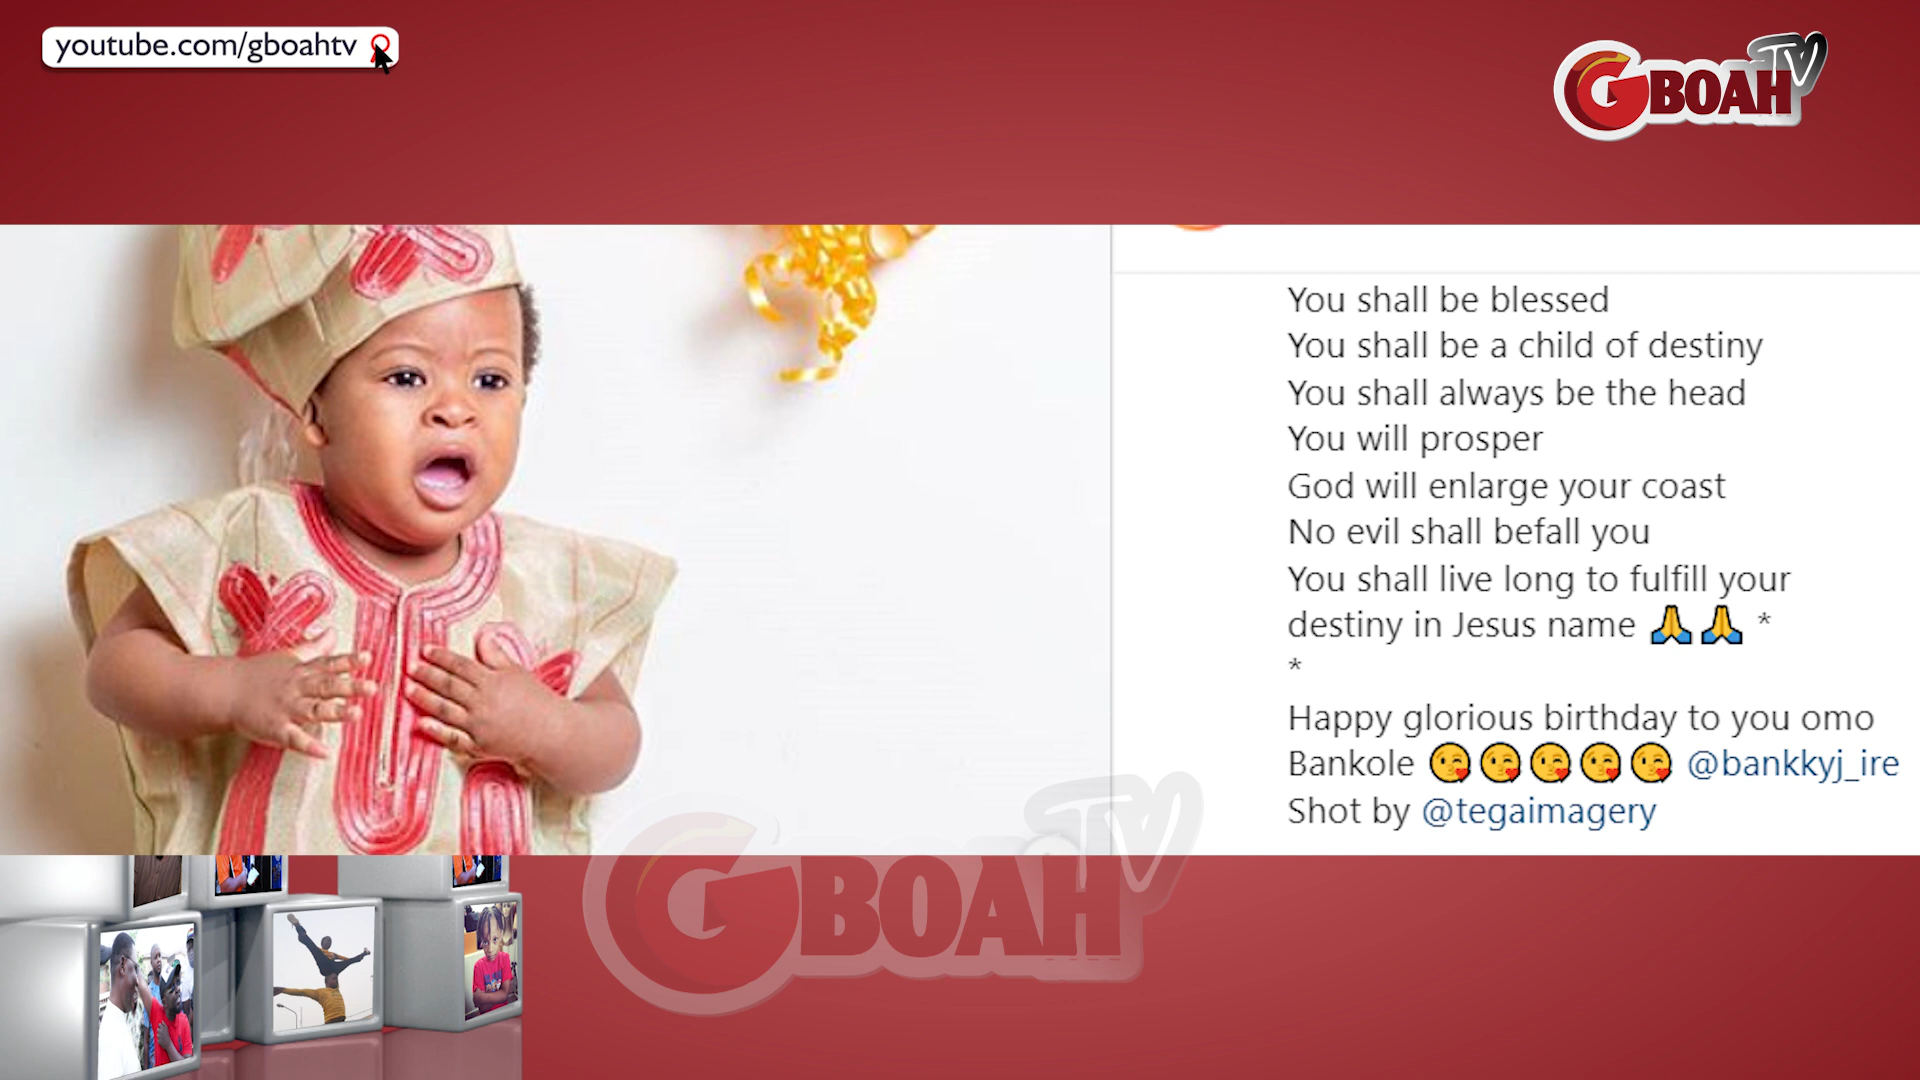 youtube.com/gboahtv
GBOAH TV
You shall be blessed
You shall be a child of destiny
You shall always be the head
You will prosper
God will enlarge your coast
No evil shall befall you
You shall live long to fulfill your
destiny in Jesus name 🙏🙏 *
*
Happy glorious birthday to you omo
Bankole 😘😘😘😘😘 @bankkyj_ire
Shot by @tegaimagery
GBOAH TV